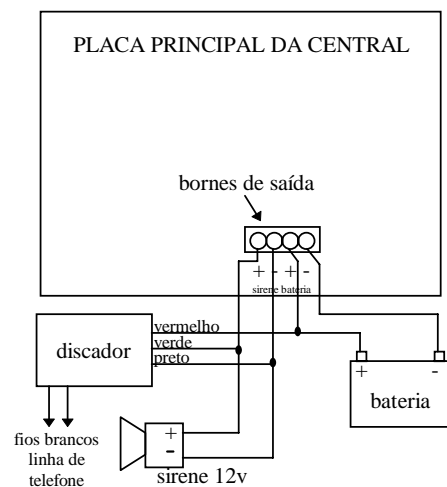 PLACA PRINCIPAL DA CENTRAL
bornes de saída
+ - + -
sirene bateria
vermelho
verde
preto
discador
+ -
bateria
fios brancos
linha de
telefone
+
-
sirene 12v